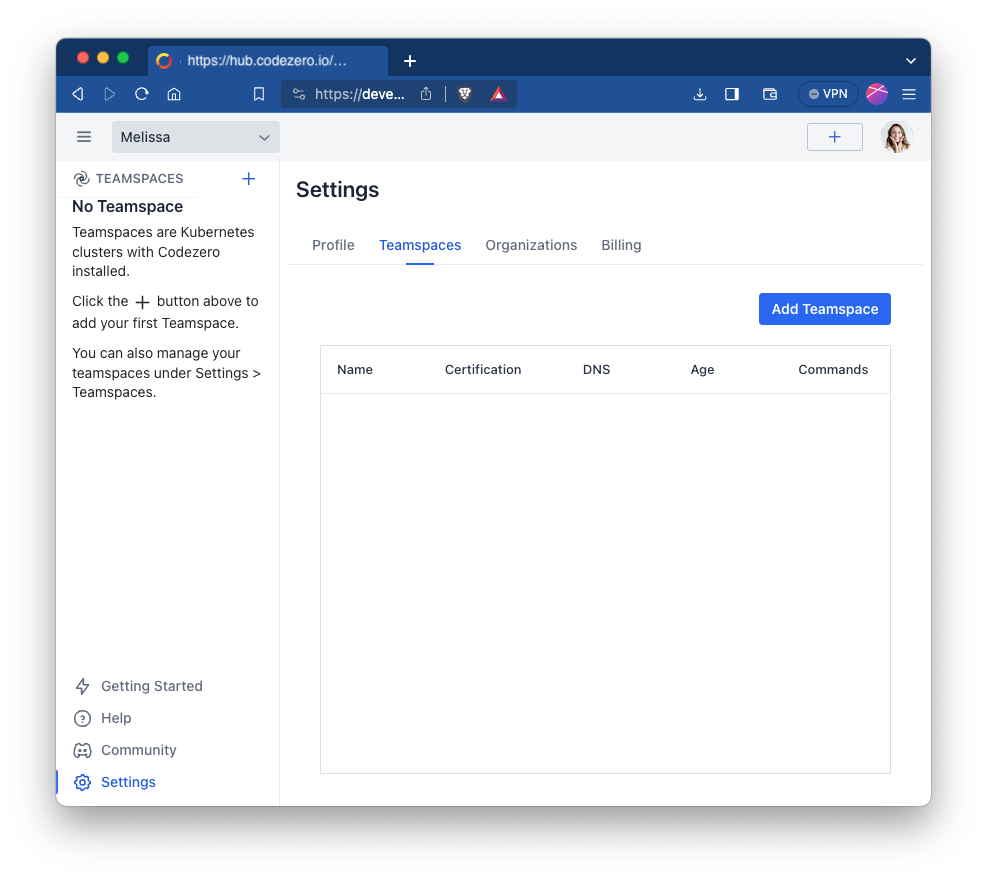 https://hub.codezero.io/...
https://deve...
VPN
Melissa
TEAMSPACES
No Teamspace
Teamspaces are Kubernetes
clusters with Codezero
installed.
Click the + button above to
add your first Teamspace.
You can also manage your
teamspaces under Settings >
Teamspaces.
Getting Started
Help
Community
Settings
Settings
Profile Teamspaces Organizations Billing
Add Teamspace
Name Certification DNS Age Commands